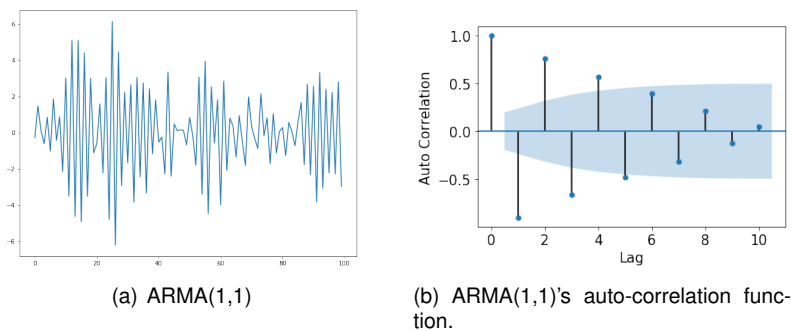 6
4
2
0
−2
−4
−6
0 20 40 60 80 100
(a) ARMA(1,1)
1.0
0.5
0.0
−0.5
Auto Correlation
0 2 4 6 8 10
Lag
(b) ARMA(1,1)'s auto-correlation func-
tion.